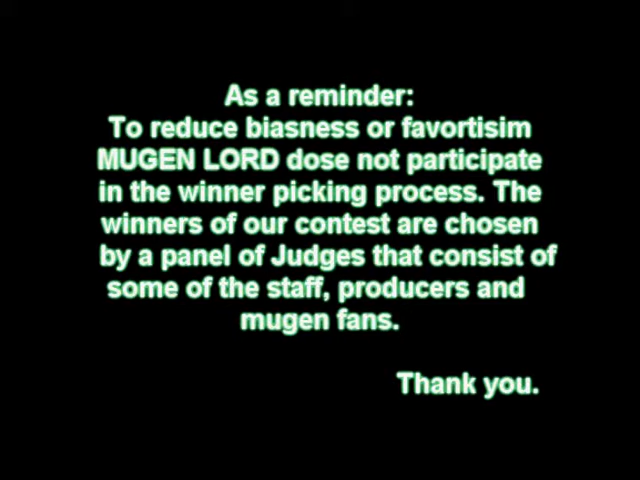 As a reminder:
To reduce biasness or favortisim
MUGEN LORD dose not participate
in the winner picking process. The
winners of our contest are chosen
by a panel of Judges that consist of
some of the staff, producers and
mugen fans.
Thank you.